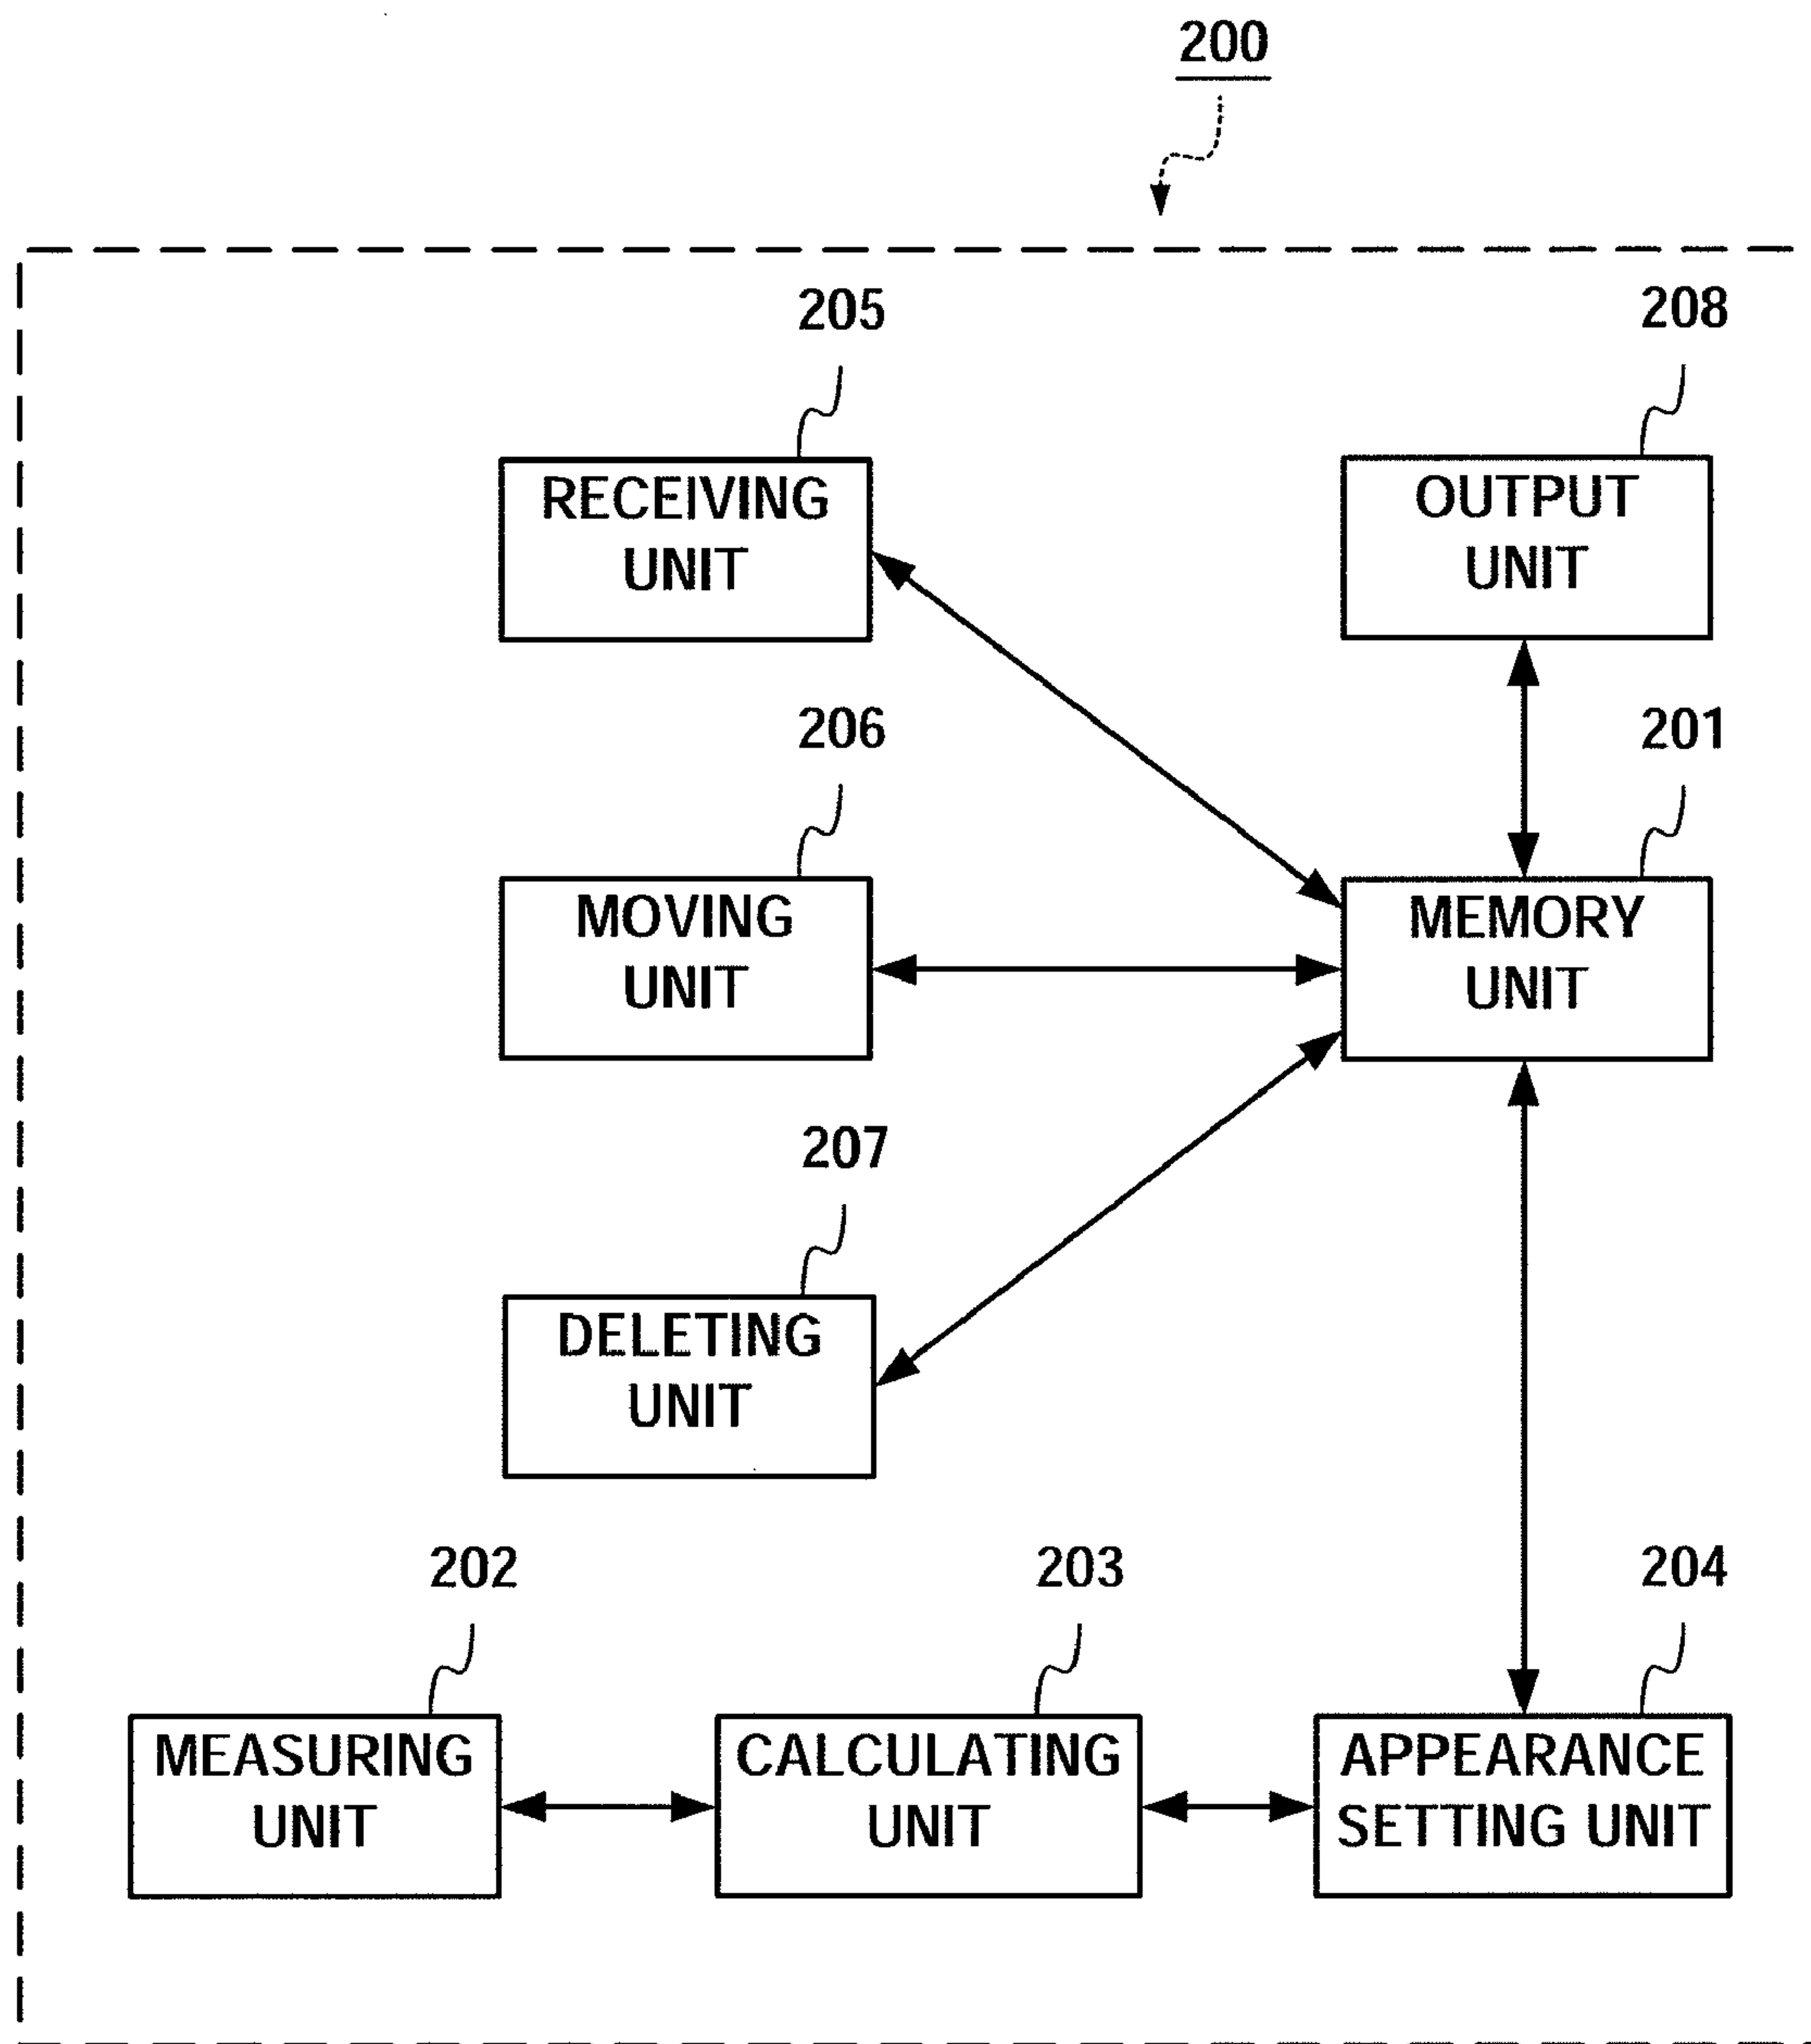 200
205
208
RECEIVING
UNIT
OUTPUT
UNIT
206
201
MOVING
UNIT
MEMORY
UNIT
207
DELETING
UNIT
202
203
204
MEASURING
UNIT
CALCULATING
UNIT
APPEARANCE
SETTING UNIT